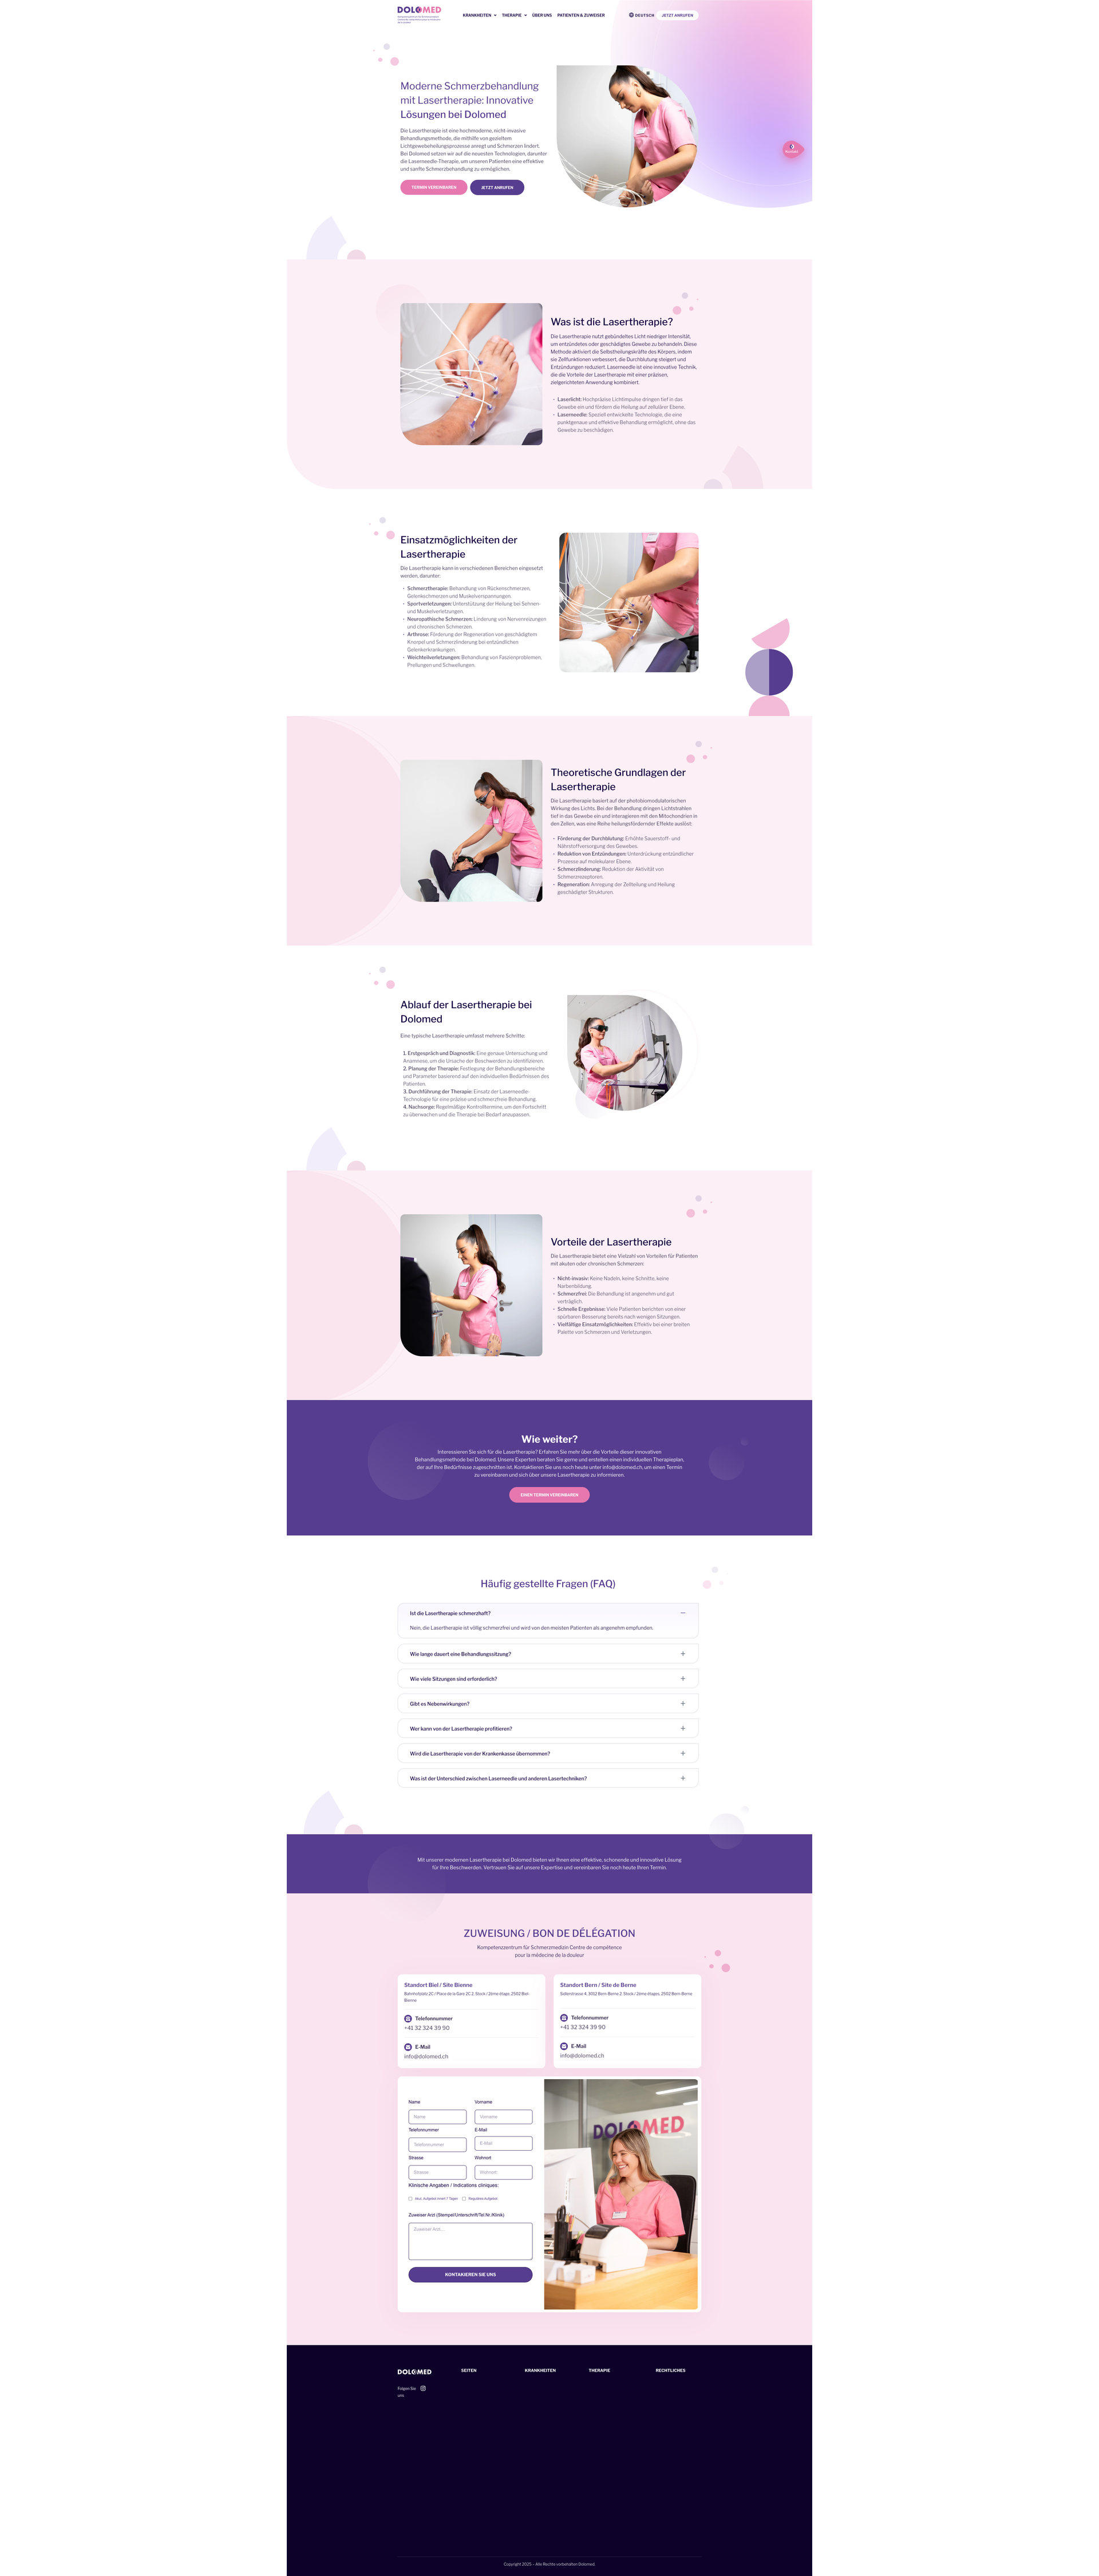 DOLOMED
KRANKHEITEN
THERAPIE
ÜBER UNS
PATIENTEN & ZUWEISER
DEUTSCH
JETZT ANRUFEN
Moderne Schmerzbehandlung
mit Lasertherapie: Innovative
Lösungen bei Dolomed
Die Lasertherapie ist eine hochmoderne, nicht-invasive
Behandlungsmethode, die mithilfe von gezieltem
Lichtgewebeheilungsprozesse anregt und Schmerzen lindert.
Bei Dolomed setzen wir auf die neuesten Technologien, darunter
die Laserneedle-Therapie, um unseren Patienten eine effektive
und sanfte Schmerzbehandlung zu ermöglichen.
TERMIN VEREINBAREN
JETZT ANRUFEN
Kontakt
Was ist die Lasertherapie?
Die Lasertherapie nutzt gebündeltes Licht niedriger Intensität,
um entzündetes oder geschädigtes Gewebe zu behandeln. Diese
Methode aktiviert die Selbstheilungskräfte des Körpers, indem
sie Zellfunktionen verbessert, die Durchblutung steigert und
Entzündungen reduziert. Laserneedle ist eine innovative Technik,
die die Vorteile der Lasertherapie mit einer präzisen,
zielgerichteten Anwendung kombiniert.
• Laserlicht: Hochpräzise Lichtimpulse dringen tief in das
Gewebe ein und fördern die Heilung auf zellulärer Ebene.
• Laserneedle: Speziell entwickelte Technologie, die eine
punktgenaue und effektive Behandlung ermöglicht, ohne das
Gewebe zu beschädigen.
Einsatzmöglichkeiten der
Lasertherapie
Die Lasertherapie kann in verschiedenen Bereichen eingesetzt
werden, darunter:
• Schmerztherapie: Behandlung von Rückenschmerzen,
Gelenkschmerzen und Muskelverspannungen.
• Sportverletzungen: Unterstützung der Heilung bei Sehnen-
und Muskelverletzungen.
• Neuropathische Schmerzen: Linderung von Nervenreizungen
und chronischen Schmerzen.
• Arthrose: Förderung der Regeneration von geschädigtem
Knorpel und Schmerzlinderung bei entzündlichen
Gelenkerkrankungen.
• Weichteilverletzungen: Behandlung von Faszienproblemen,
Prellungen und Schwellungen.
Theoretische Grundlagen der
Lasertherapie
Die Lasertherapie basiert auf der photobiomodulatorischen
Wirkung des Lichts. Bei der Behandlung dringen Lichtstrahlen
tief in das Gewebe ein und interagieren mit den Mitochondrien in
den Zellen, was eine Reihe heilungsfördernder Effekte auslöst:
• Förderung der Durchblutung: Erhöhte Sauerstoff- und
Nährstoffversorgung des Gewebes.
• Reduktion von Entzündungen: Unterdrückung entzündlicher
Prozesse auf molekularer Ebene.
• Schmerzlinderung: Reduktion der Aktivität von
Schmerzrezeptoren.
• Regeneration: Anregung der Zellteilung und Heilung
geschädigter Strukturen.
Ablauf der Lasertherapie bei
Dolomed
Eine typische Lasertherapie umfasst mehrere Schritte:
1. Erstgespräch und Diagnostik: Eine genaue Untersuchung und
Anamnese, um die Ursache der Beschwerden zu identifizieren.
2. Planung der Therapie: Festlegung der Behandlungsbereiche
und Parameter basierend auf den individuellen Bedürfnissen des
Patienten.
3. Durchführung der Therapie: Einsatz der Laserneedle-
Technologie für eine präzise und schmerzfreie Behandlung.
4. Nachsorge: Regelmäßige Kontrolltermine, um den Fortschritt
zu überwachen und die Therapie bei Bedarf anzupassen.
Vorteile der Lasertherapie
Die Lasertherapie bietet eine Vielzahl von Vorteilen für Patienten
mit akuten oder chronischen Schmerzen:
• Nicht-invasiv: Keine Nadeln, keine Schnitte, keine
Narbenbildung.
• Schmerzfrei: Die Behandlung ist angenehm und gut
verträglich.
• Schnelle Ergebnisse: Viele Patienten berichten von einer
spürbaren Besserung bereits nach wenigen Sitzungen.
• Vielfältige Einsatzmöglichkeiten: Effektiv bei einer breiten
Palette von Schmerzen und Verletzungen.
Wie weiter?
Interessieren Sie sich für die Lasertherapie? Erfahren Sie mehr über die Vorteile dieser innovativen
Behandlungsmethode bei Dolomed. Unsere Experten beraten Sie gerne und erstellen einen individuellen Therapieplan,
der auf Ihre Bedürfnisse zugeschnitten ist. Kontaktieren Sie uns noch heute unter info@dolomed.ch, um einen Termin
zu vereinbaren und sich über unsere Lasertherapie zu informieren.
EINEN TERMIN VEREINBAREN
Häufig gestellte Fragen (FAQ)
Ist die Lasertherapie schmerzhaft?
Nein, die Lasertherapie ist völlig schmerzfrei und wird von den meisten Patienten als angenehm empfunden.
Wie lange dauert eine Behandlungssitzung?
Wie viele Sitzungen sind erforderlich?
Gibt es Nebenwirkungen?
Wer kann von der Lasertherapie profitieren?
Wird die Lasertherapie von der Krankenkasse übernommen?
Was ist der Unterschied zwischen Laserneedle und anderen Lasertechniken?
Mit unserer modernen Lasertherapie bei Dolomed bieten wir Ihnen eine effektive, schonende und innovative Lösung
für Ihre Beschwerden. Vertrauen Sie auf unsere Expertise und vereinbaren Sie noch heute Ihren Termin.
ZUWEISUNG / BON DE DÉLÉGATION
Kompetenzzentrum für Schmerzmedizin Centre de compétence
pour la médecine de la douleur
Standort Biel / Site Bienne
Bahnhofplatz 2C / Place de la Gare 2C 2. Stock / 2ème étage, 2502 Biel-
Bienne
Telefonnummer
+41 32 324 39 90
E-Mail
info@dolomed.ch
Standort Bern / Site de Berne
Telefonnummer
+41 32 324 39 90
E-Mail
info@dolomed.ch
Name
Vorname
Name
Vorname
Telefonnummer
E-Mail
Telefonnummer
E-Mail
Strasse
Wohnort
Strasse
Wohnort
Klinische Angaben / Indications cliniques:
Akut: Aufgebot innert 7 Tagen
Reguläres Aufgebot
Zuweiser Arzt (Stempel/Unterschrift/Tel.Nr./Klinik)
Zuweiser Arzt. . .
KONTAKIEREN SIE UNS
DOLOMED
DOLOMED
SEITEN
KRANKHEITEN
THERAPIE
RECHTLICHES
Folgen Sie
uns
Copyright 2025 – Alle Rechte vorbehalten Dolomed.